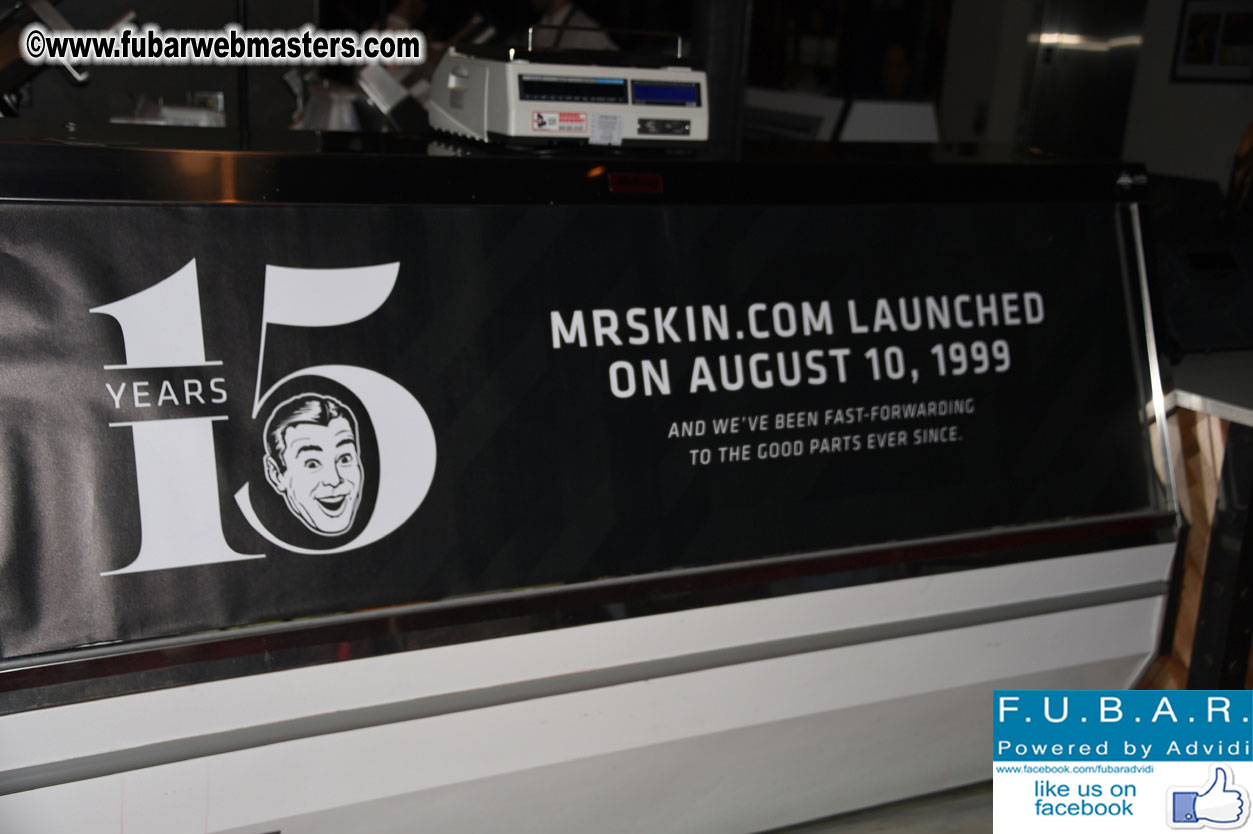 ©www.fubarwebmasters.com
15
YEARS
MRSKIN.COM LAUNCHED
ON AUGUST 10, 1999
AND WE'VE BEEN FAST-FORWARDING
TO THE GOOD PARTS EVER SINCE.
F.U.B.A.R.
Powered by Advidi
www.facebook.com/fubaradvidi
like us on
facebook